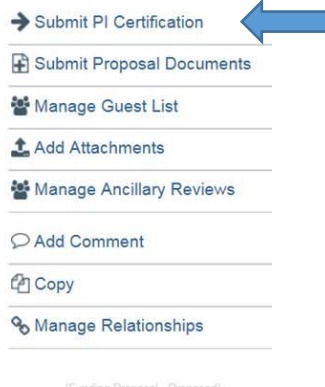 Submit PI Certification
Submit Proposal Documents
Manage Guest List
Add Attachments
Manage Ancillary Reviews
Add Comment
Copy
Manage Relationships